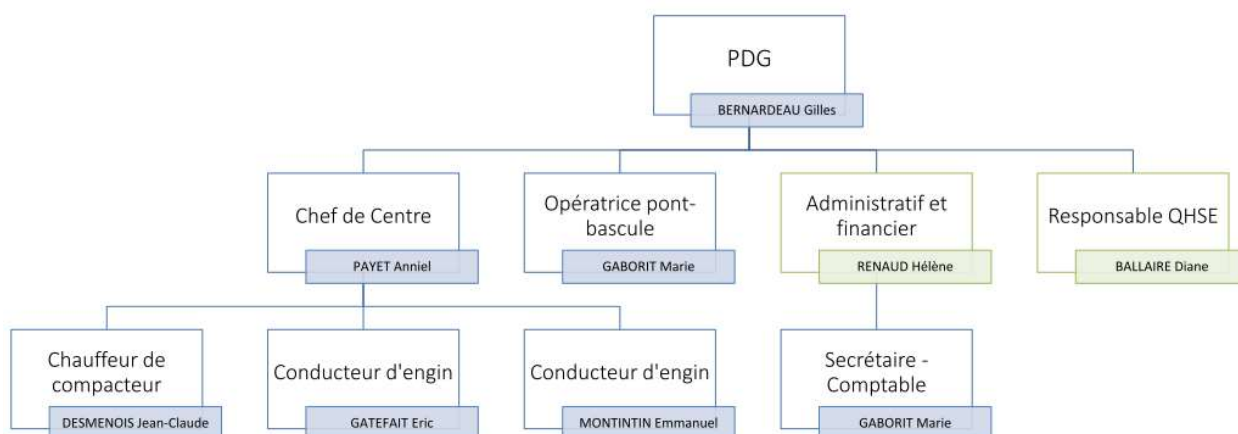 PDG
BERNARDEAU Gilles
Chef de Centre
PAYET Anniel
Opératrice pont-
bascule
GABORIT Marie
Administratif et
financier
RENAUD Hélène
Responsable QHSE
BALLAIRE Diane
Chauffeur de
compacteur
DESMENOIS Jean-Claude
Conducteur d'engin
GATEFAIT Eric
Conducteur d'engin
MONTINTIN Emmanuel
Secrétaire -
Comptable
GABORIT Marie